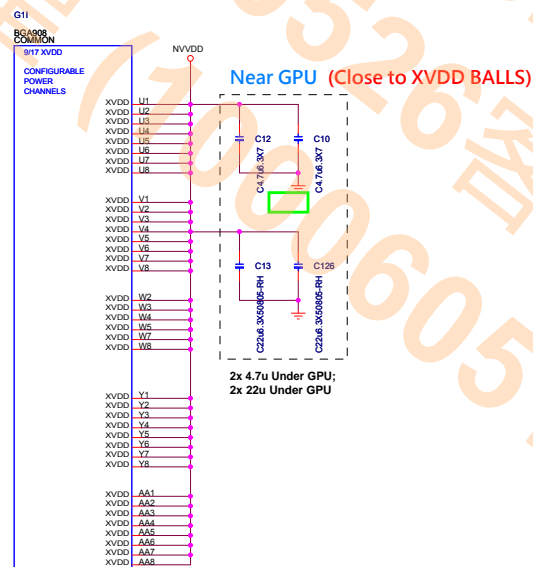 G1I
BGA908
COMMON
9/17 XVDD
CONFIGURABLE
POWER
CHANNELS
NVVDD
Near GPU (Close to XVDD BALLS)
XVDD U1
XVDD U2
XVDD U3
XVDD U4
XVDD U5
XVDD U6
XVDD U7
XVDD U8
C12
C4.7u6.3X7
C10
C4.7u6.3X7
XVDD V1
XVDD V2
XVDD V3
XVDD V4
XVDD V5
XVDD V6
XVDD V7
XVDD V8
C13
C22u6.3X50805-RH
C126
C22u6.3X50805-RH
XVDD W2
XVDD W3
XVDD W4
XVDD W5
XVDD W7
XVDD W8
2x 4.7u Under GPU;
2x 22u Under GPU
XVDD Y1
XVDD Y2
XVDD Y3
XVDD Y4
XVDD Y5
XVDD Y6
XVDD Y7
XVDD Y8
XVDD AA1
XVDD AA2
XVDD AA3
XVDD AA4
XVDD AA5
XVDD AA6
XVDD AA7
XVDD AA8